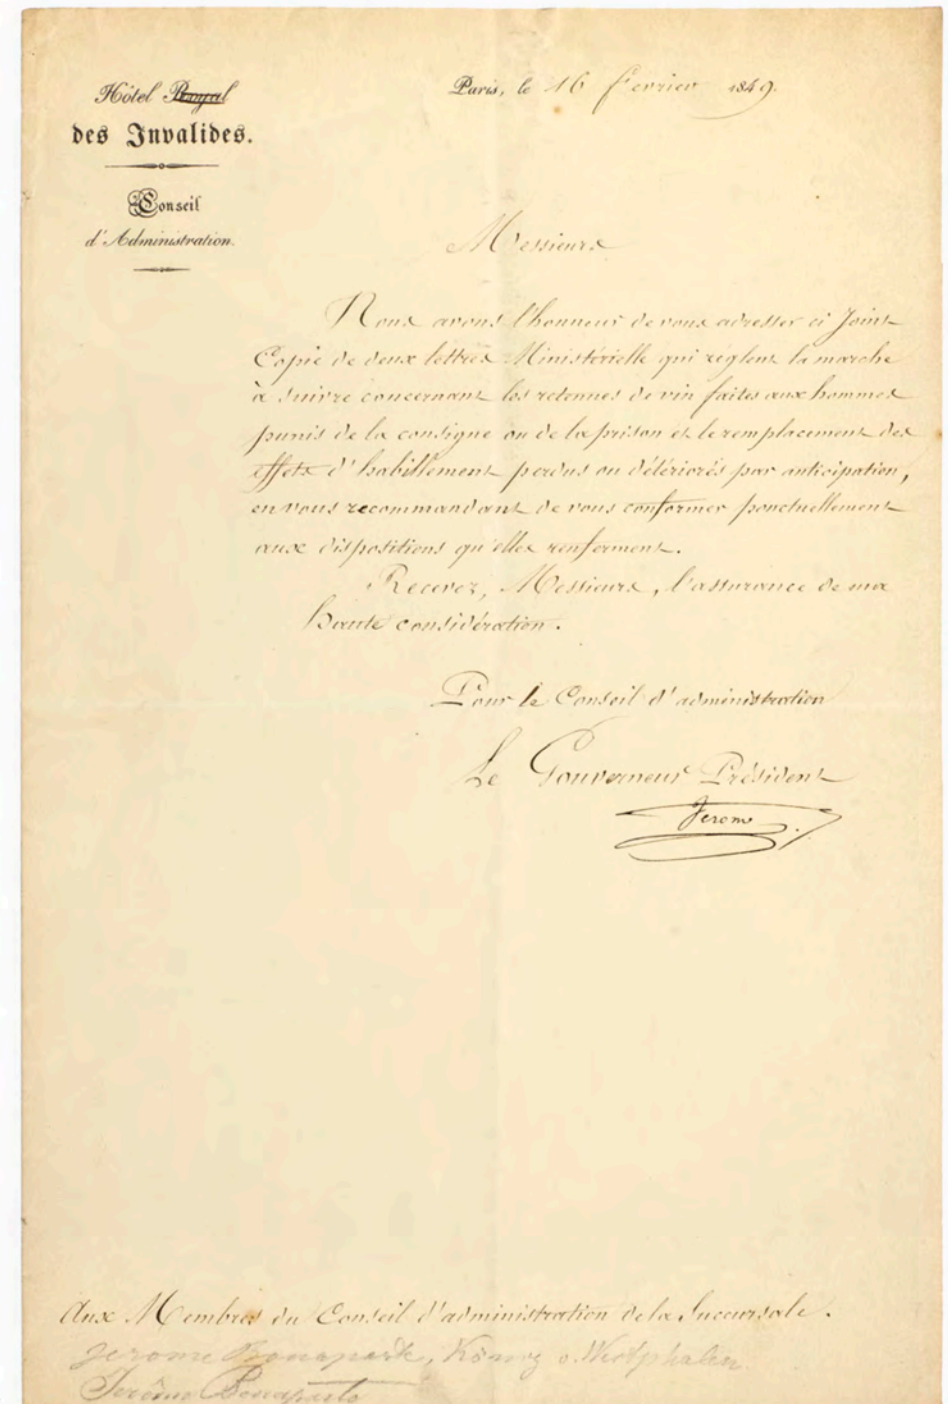 Hôtel Royal
des Invalides.
Conseil
d'Administration.
Paris, le 16 fevrier 1849.
Messieurs
Nous avons l'honneur de vous adresser ci Joint
Copie de deux lettres Ministérielle qui règlent la marche
à suivre concernant les retenues de vin faites aux hommes
punis de la consigne ou de la prison et le remplacement des
effets d'habillement perdus ou détériorés par anticipation,
en vous recommandant de vous conformer ponctuellement
aux dispositions qu'elles renferment.
Recevez, Messieurs, l'assurance de ma
haute considération.
Pour le Conseil d'administration
Le Gouverneur Président
Jerome
Aux Membres du Conseil d'administration de la Succursale.
Jerome Bonaparte, König v. Westphalen
Jerôme Bonaparte